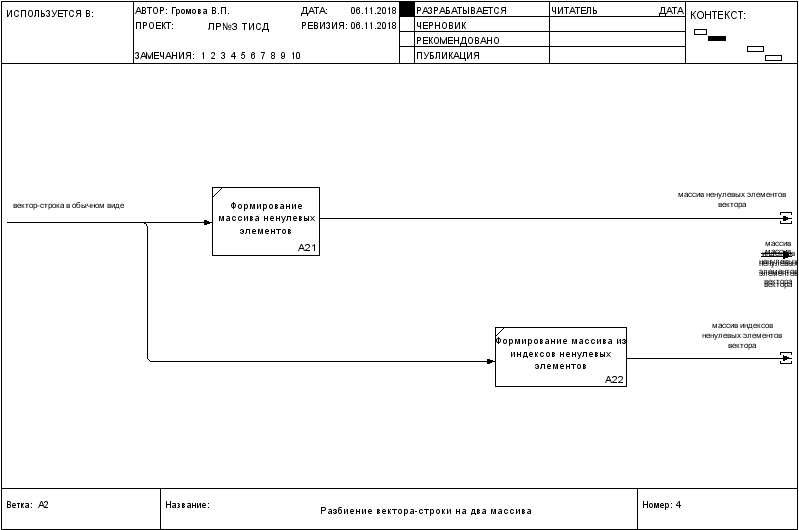 ИСПОЛЬЗУЕТСЯ В:
АВТОР: Громова В.П.
ДАТА: 06.11.2018
ПРОЕКТ: ЛР№3 ТИСД
РЕВИЗИЯ: 06.11.2018
ЗАМЕЧАНИЯ: 1 2 3 4 5 6 7 8 9 10
РАЗРАБАТЫВАЕТСЯ
ЧЕРНОВИК
РЕКОМЕНДОВАНО
ПУБЛИКАЦИЯ
ЧИТАТЕЛЬ ДАТА
КОНТЕКСТ:
вектор-строка в обычном виде
Формирование
массива ненулевых
элементов
A21
массив ненулевых элементов
вектора
массив
ненулевых
элементов
вектора
массив индексов
ненулевых элементов
вектора
Формирование массива из
индексов ненулевых
элементов
A22
Ветка: A2
Название:
Разбиение вектора-строки на два массива
Номер: 4